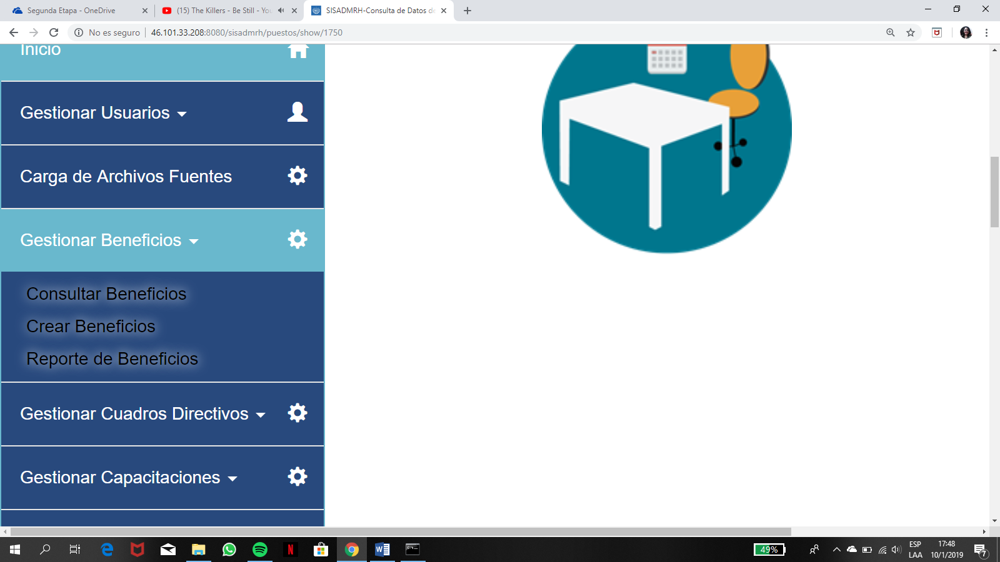 Segunda Etapa - OneDrive
(15) The Killers - Be Still - You
SISADMRH-Consulta de Datos de
No es seguro
46.101.33.208:8080/sisadmrh/puestos/show/1750
Inicio
Gestionar Usuarios
Carga de Archivos Fuentes
Gestionar Beneficios
Consultar Beneficios
Crear Beneficios
Reporte de Beneficios
Gestionar Cuadros Directivos
Gestionar Capacitaciones
49%
ESP
LAA
17:48
10/1/2019
7